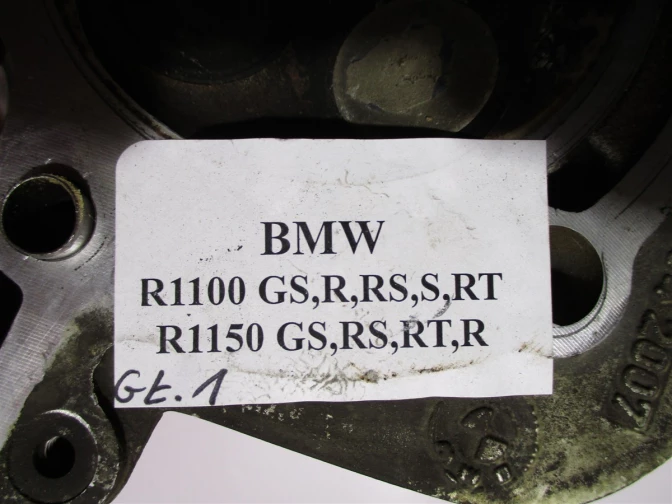 BMW
R1100 GS,R,RS,S,RT
R1150 GS,RS,RT,R
Gt. 1